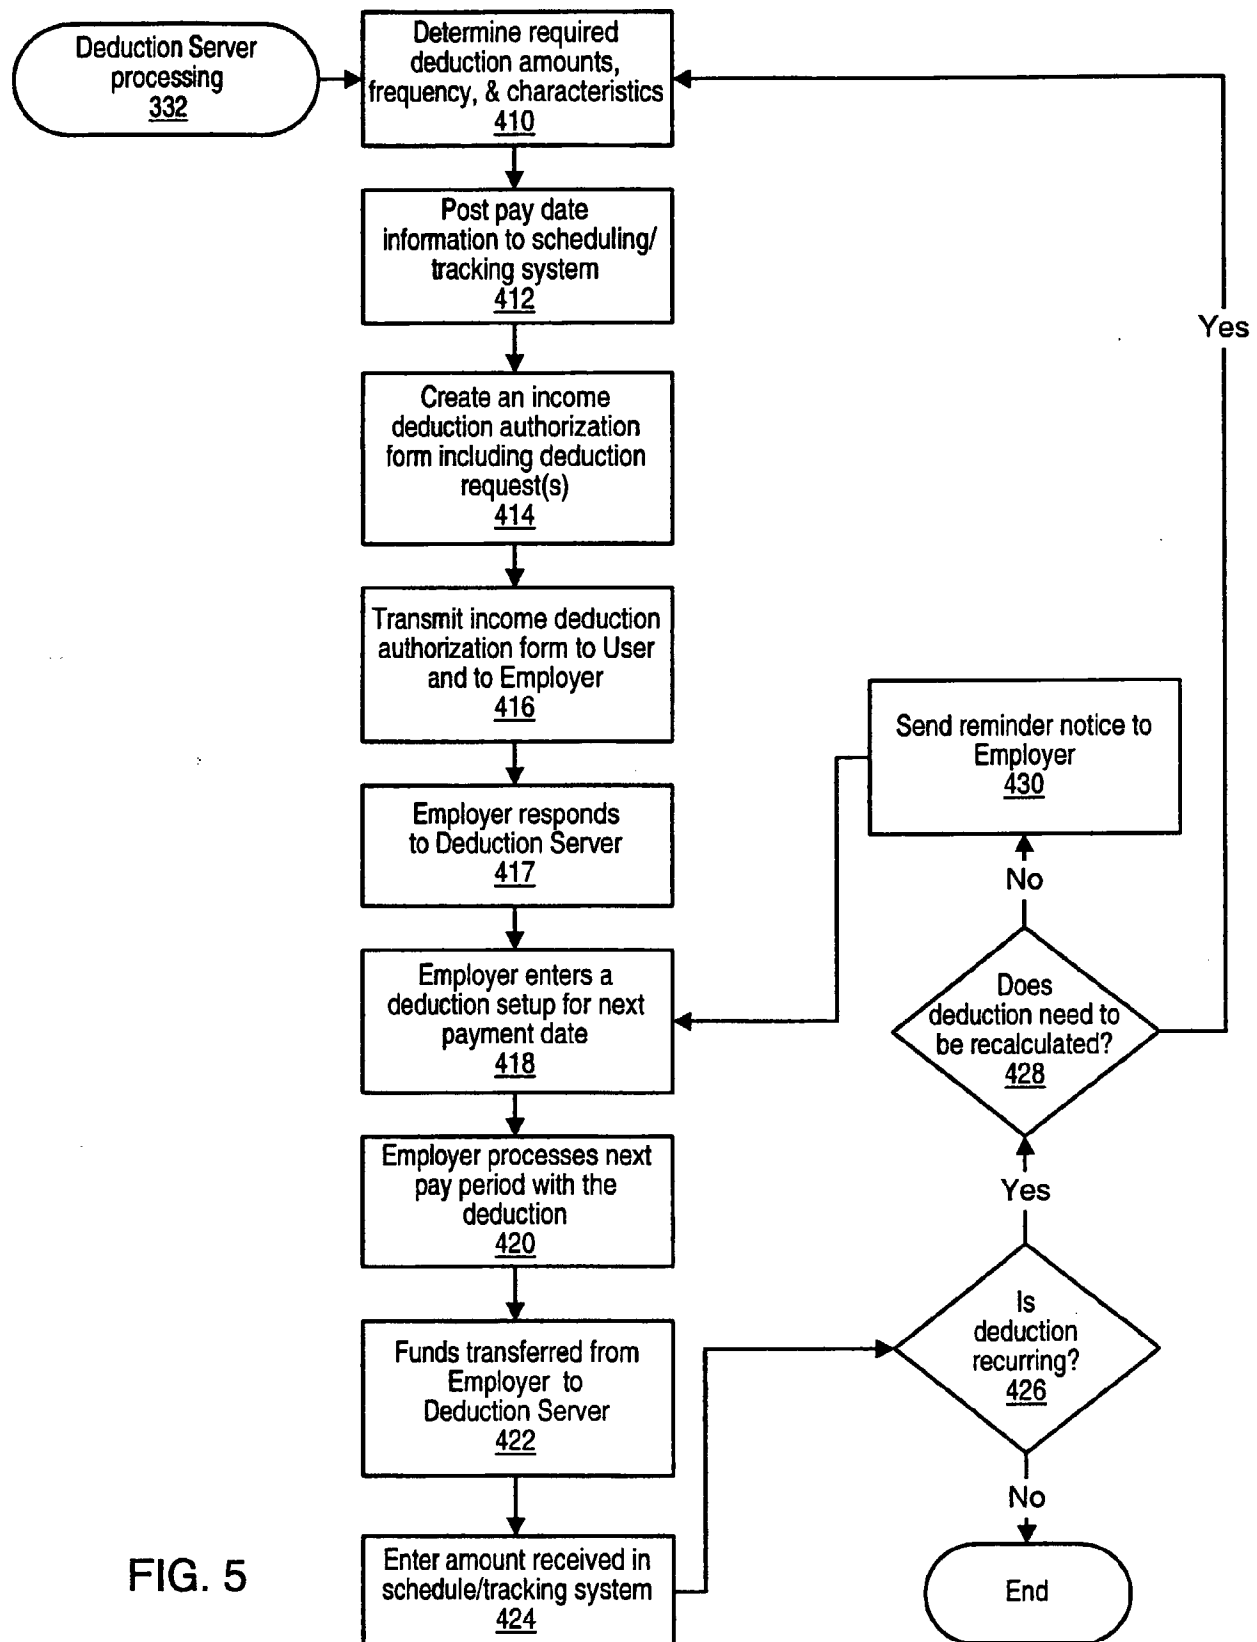 Deduction Server
processing
332
Determine required
deduction amounts,
frequency, & characteristics
410
Post pay date
information to scheduling/
tracking system
412
Create an income
deduction authorization
form including deduction
request(s)
414
Transmit income deduction
authorization form to User
and to Employer
416
Employer responds
to Deduction Server
417
Employer enters a
deduction setup for next
payment date
418
Employer processes next
pay period with the
deduction
420
Funds transferred from
Employer to
Deduction Server
422
Enter amount received in
schedule/tracking system
424
Is
deduction
recurring?
426
Yes
No
End
Does
deduction need to
be recalculated?
428
No
Yes
Send reminder notice to
Employer
430
FIG. 5